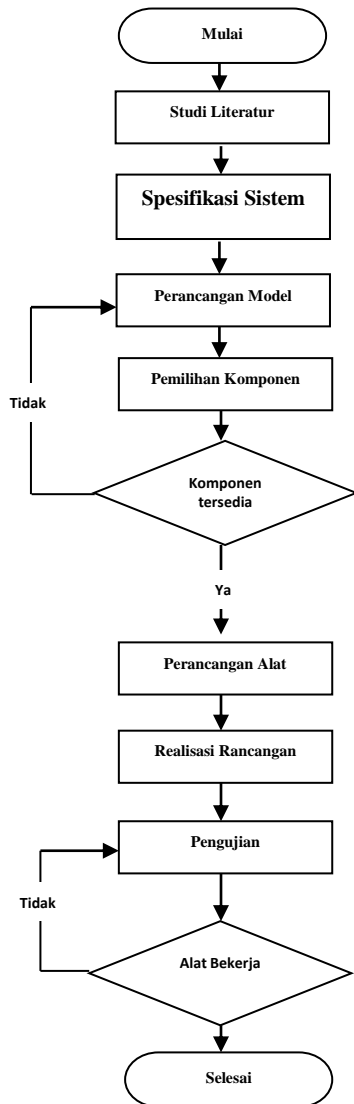 Mulai
Studi Literatur
Spesifikasi Sistem
Perancangan Model
Pemilihan Komponen
Tidak
Komponen
tersedia
Ya
Perancangan Alat
Realisasi Rancangan
Pengujian
Tidak
Alat Bekerja
Selesai